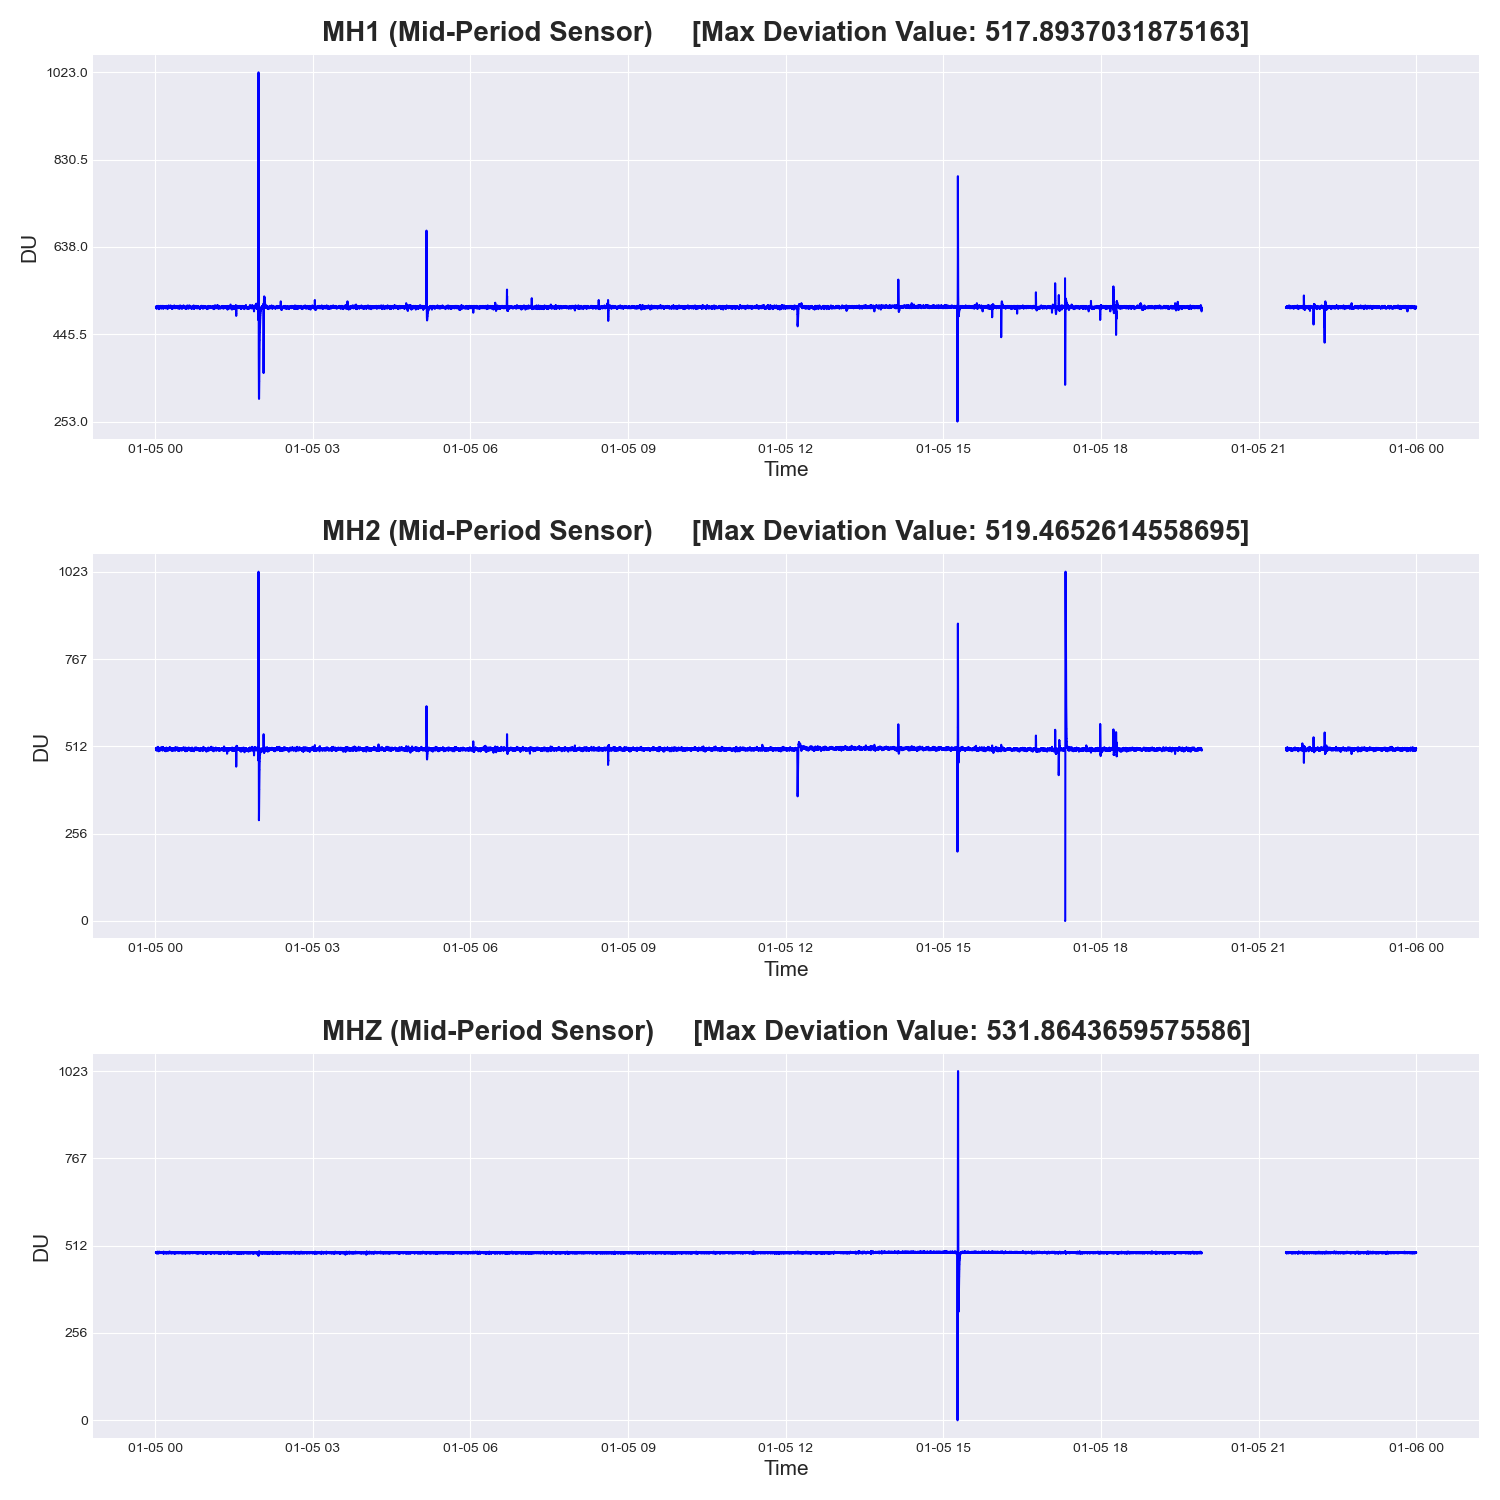 MH1 (Mid-Period Sensor) [Max Deviation Value: 517.8937031875163]
1023.0
830.5
638.0
445.5
253.0
DU
01-05 00 01-05 03 01-05 06 01-05 09 01-05 12 01-05 15 01-05 18 01-05 21 01-06 00
Time
MH2 (Mid-Period Sensor) [Max Deviation Value: 519.4652614558695]
1023
767
512
256
0
DU
01-05 00 01-05 03 01-05 06 01-05 09 01-05 12 01-05 15 01-05 18 01-05 21 01-06 00
Time
MHZ (Mid-Period Sensor) [Max Deviation Value: 531.8643659575586]
1023
767
512
256
0
DU
01-05 00 01-05 03 01-05 06 01-05 09 01-05 12 01-05 15 01-05 18 01-05 21 01-06 00
Time